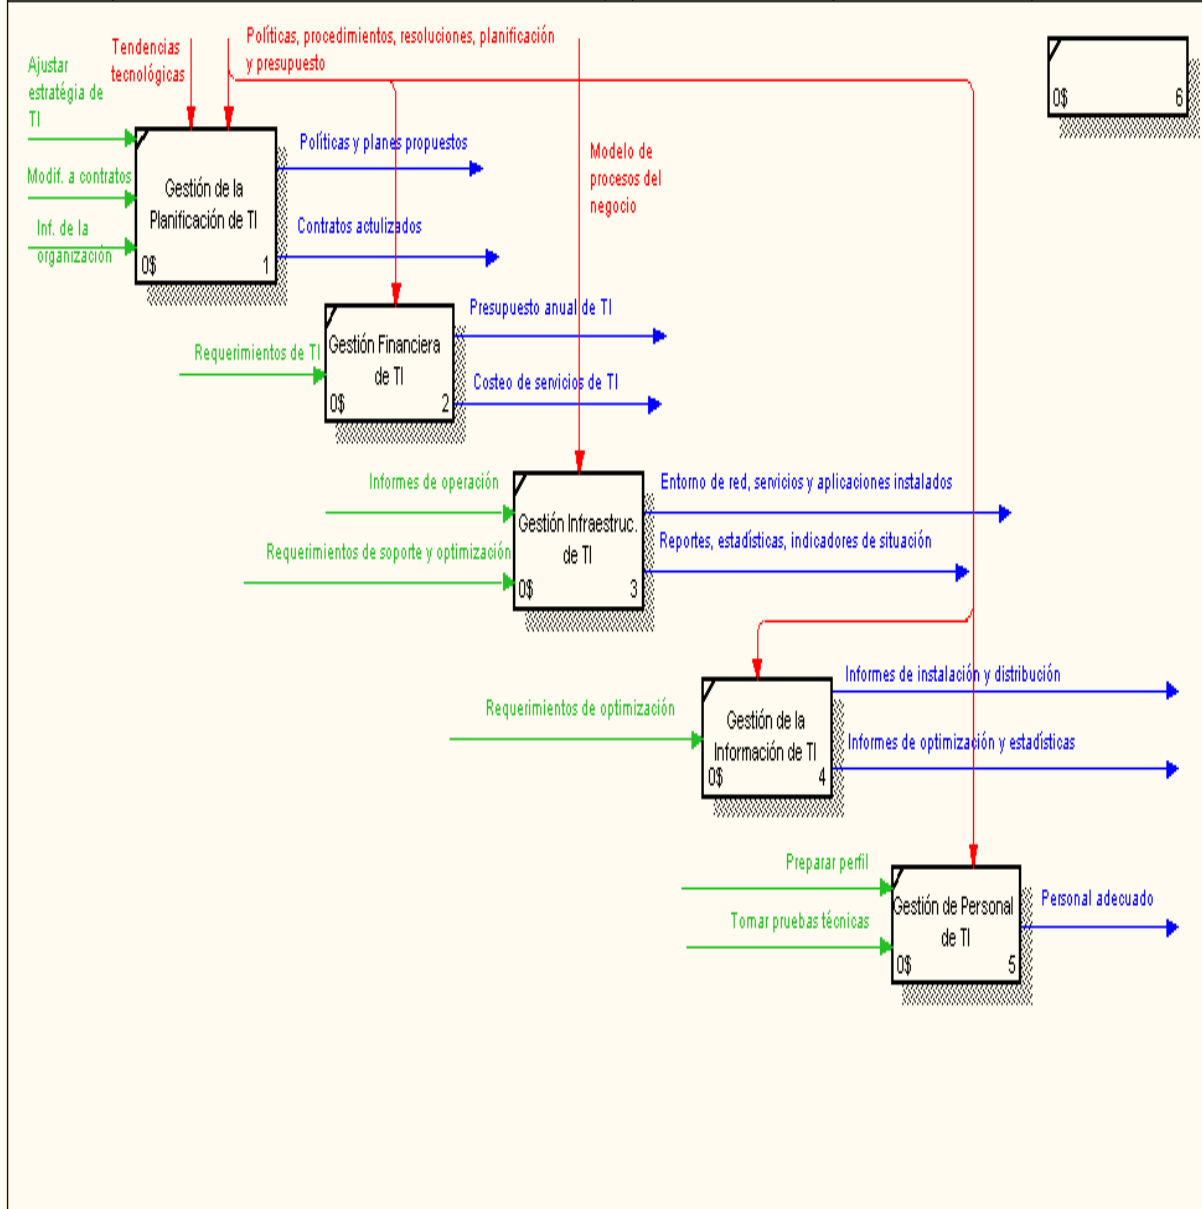 Tendencias
tecnológicas
Políticas, procedimientos, resoluciones, planificación
y presupuesto
Ajustar
estratégia de
TI
0$ 6
Modif. a contratos
Inf. de la
organización
Gestión de la
Planificación de TI
0$ 1
Políticas y planes propuestos
Contratos actulizados
Modelo de
procesos del
negocio
Requerimientos de TI
Gestión Financiera
de TI
0$ 2
Presupuesto anual de TI
Costeo de servicios de TI
Informes de operación
Requerimientos de soporte y optimización
Gestión Infraestruc.
de TI
0$ 3
Entorno de red, servicios y aplicaciones instalados
Reportes, estadísticas, indicadores de situación
Requerimientos de optimización
Gestión de la
Información de TI
0$ 4
Informes de instalación y distribución
Informes de optimización y estadísticas
Preparar perfil
Tomar pruebas técnicas
Gestión de Personal
de TI
0$ 5
Personal adecuado